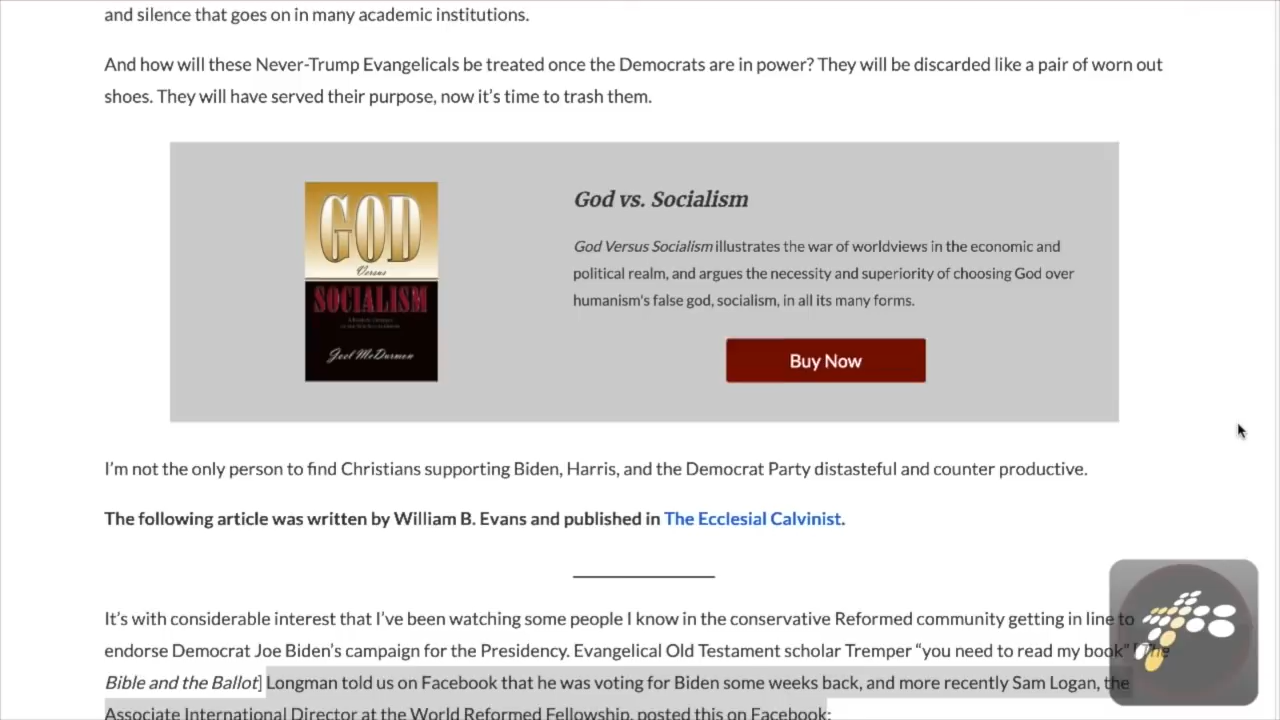 and silence that goes on in many academic institutions.
And how will these Never-Trump Evangelicals be treated once the Democrats are in power? They will be discarded like a pair of worn out
shoes. They will have served their purpose, now it’s time to trash them.
GOD
Versus
SOCIALISM
Joel McDurmon
God vs. Socialism
God Versus Socialism illustrates the war of worldviews in the economic and
political realm, and argues the necessity and superiority of choosing God over
humanism's false god, socialism, in all its many forms.
Buy Now
I’m not the only person to find Christians supporting Biden, Harris, and the Democrat Party distasteful and counter productive.
The following article was written by William B. Evans and published in The Ecclesial Calvinist.
It’s with considerable interest that I’ve been watching some people I know in the conservative Reformed community getting in line to
endorse Democrat Joe Biden’s campaign for the Presidency. Evangelical Old Testament scholar Tremper “you need to read my book” [The
Bible and the Ballot] Longman told us on Facebook that he was voting for Biden some weeks back, and more recently Sam Logan, the
Associate International Director at the World Reformed Fellowship, posted this on Facebook: